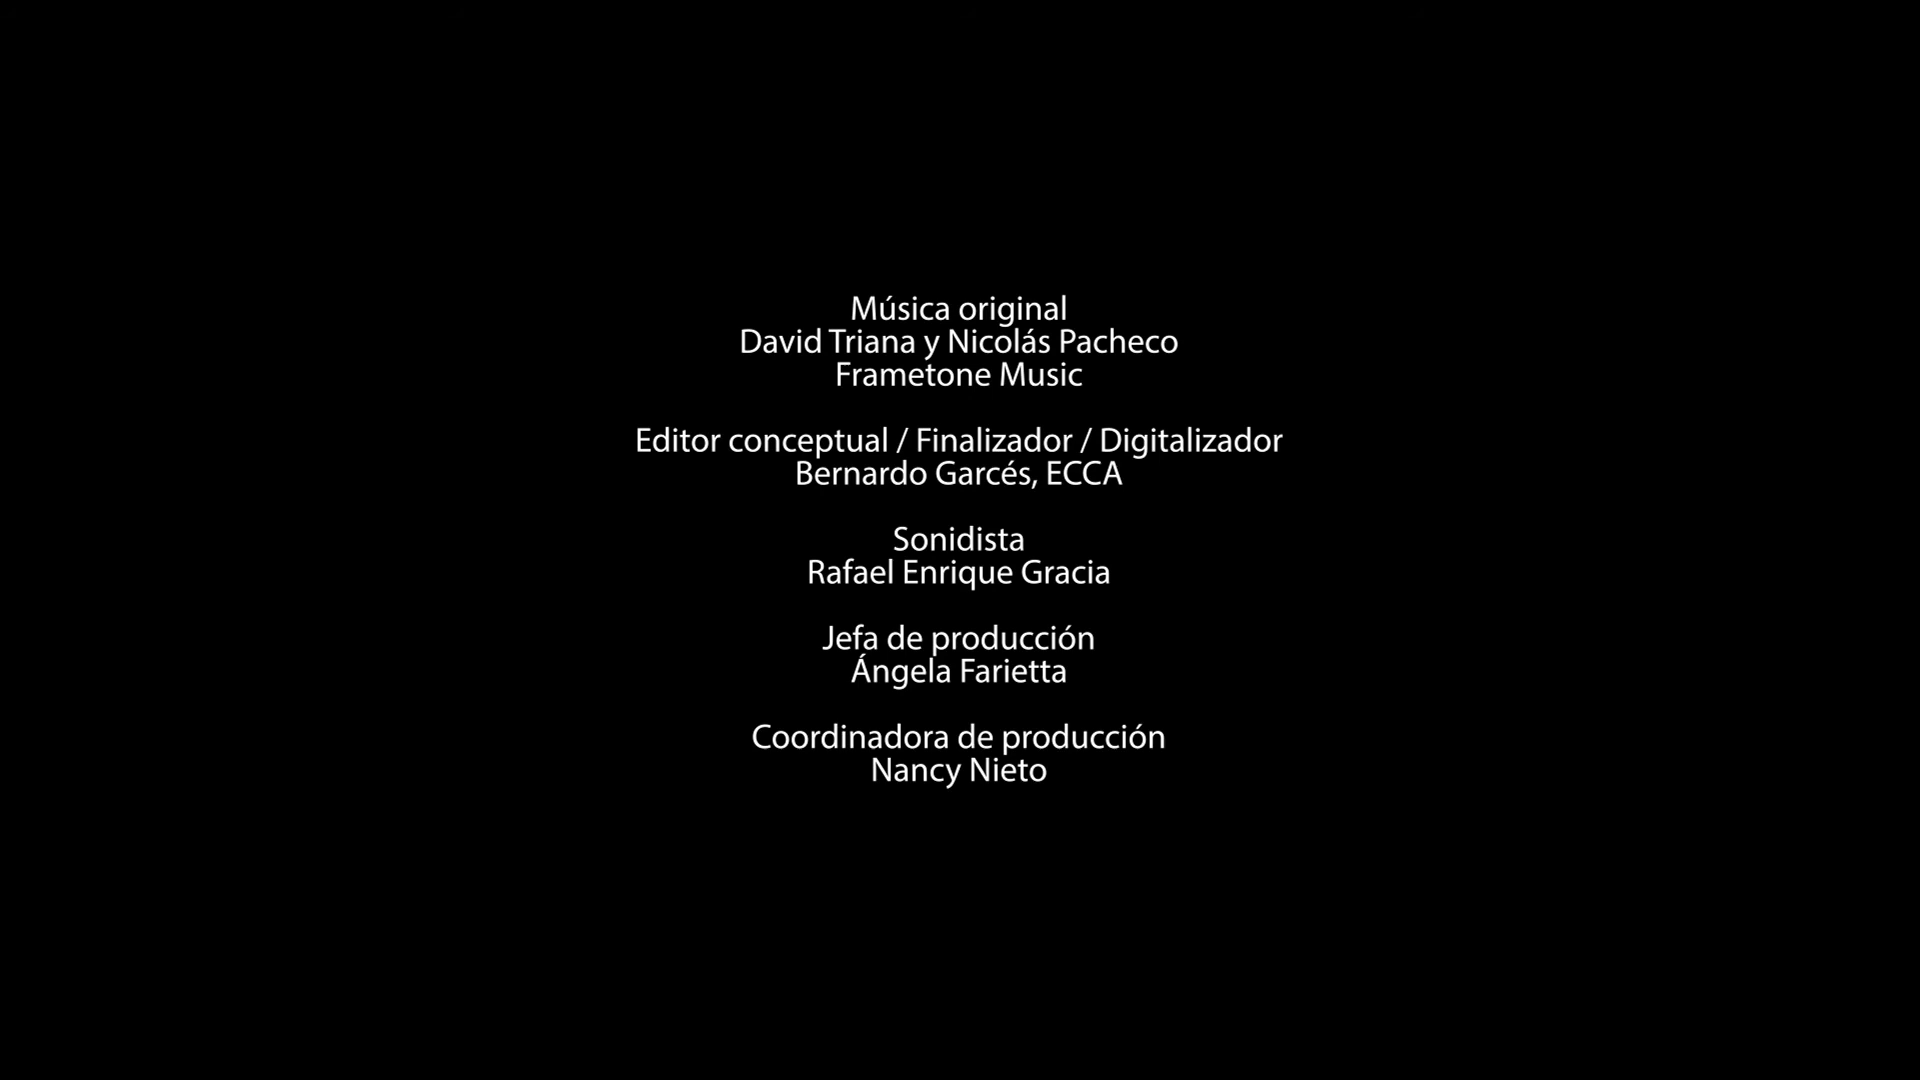 Música original
David Triana y Nicolás Pacheco
Frametone Music
Editor conceptual / Finalizador / Digitalizador
Bernardo Garcés, ECCA
Sonidista
Rafael Enrique Gracia
Jefa de producción
Ángela Farietta
Coordinadora de producción
Nancy Nieto